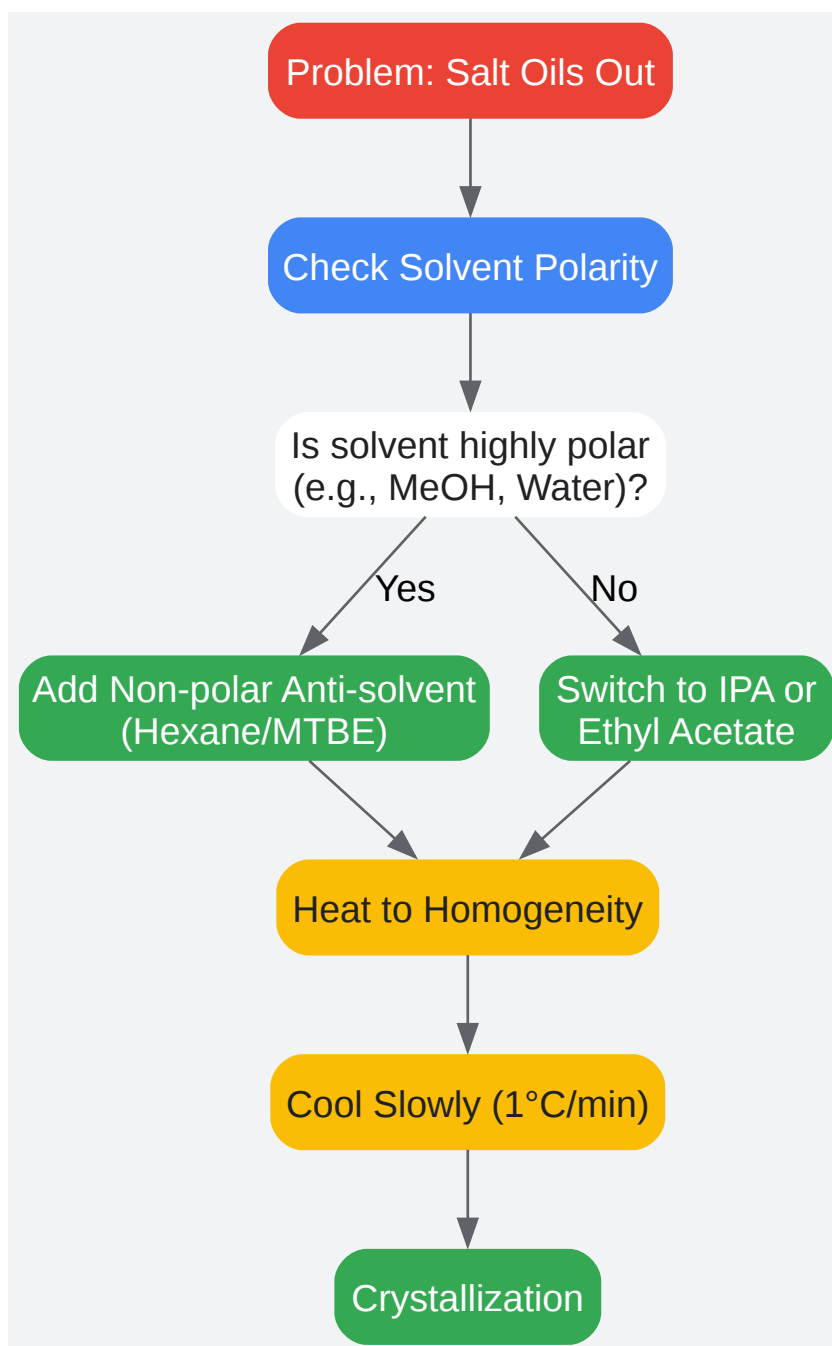 Problem: Salt Oils Out
Check Solvent Polarity
Is solvent highly polar
(e.g., MeOH, Water)?
Yes
No
Add Non-polar Anti-solvent
(Hexane/MTBE)
Switch to IPA or
Ethyl Acetate
Heat to Homogeneity
Cool Slowly (1°C/min)
Crystallization